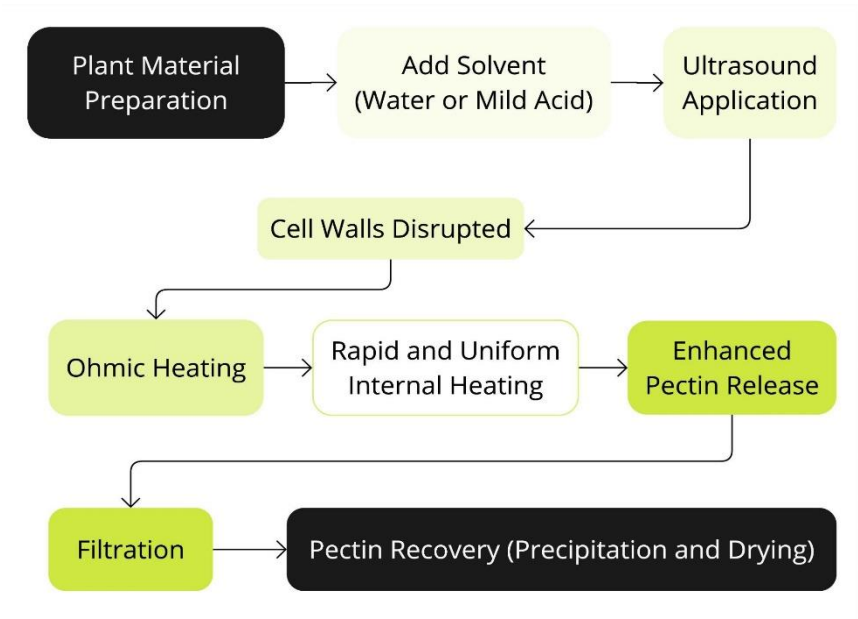 Plant Material
Preparation
Add Solvent
(Water or Mild Acid)
Ultrasound
Application
Cell Walls Disrupted
Ohmic Heating
Rapid and Uniform
Internal Heating
Enhanced
Pectin Release
Filtration
Pectin Recovery (Precipitation and Drying)